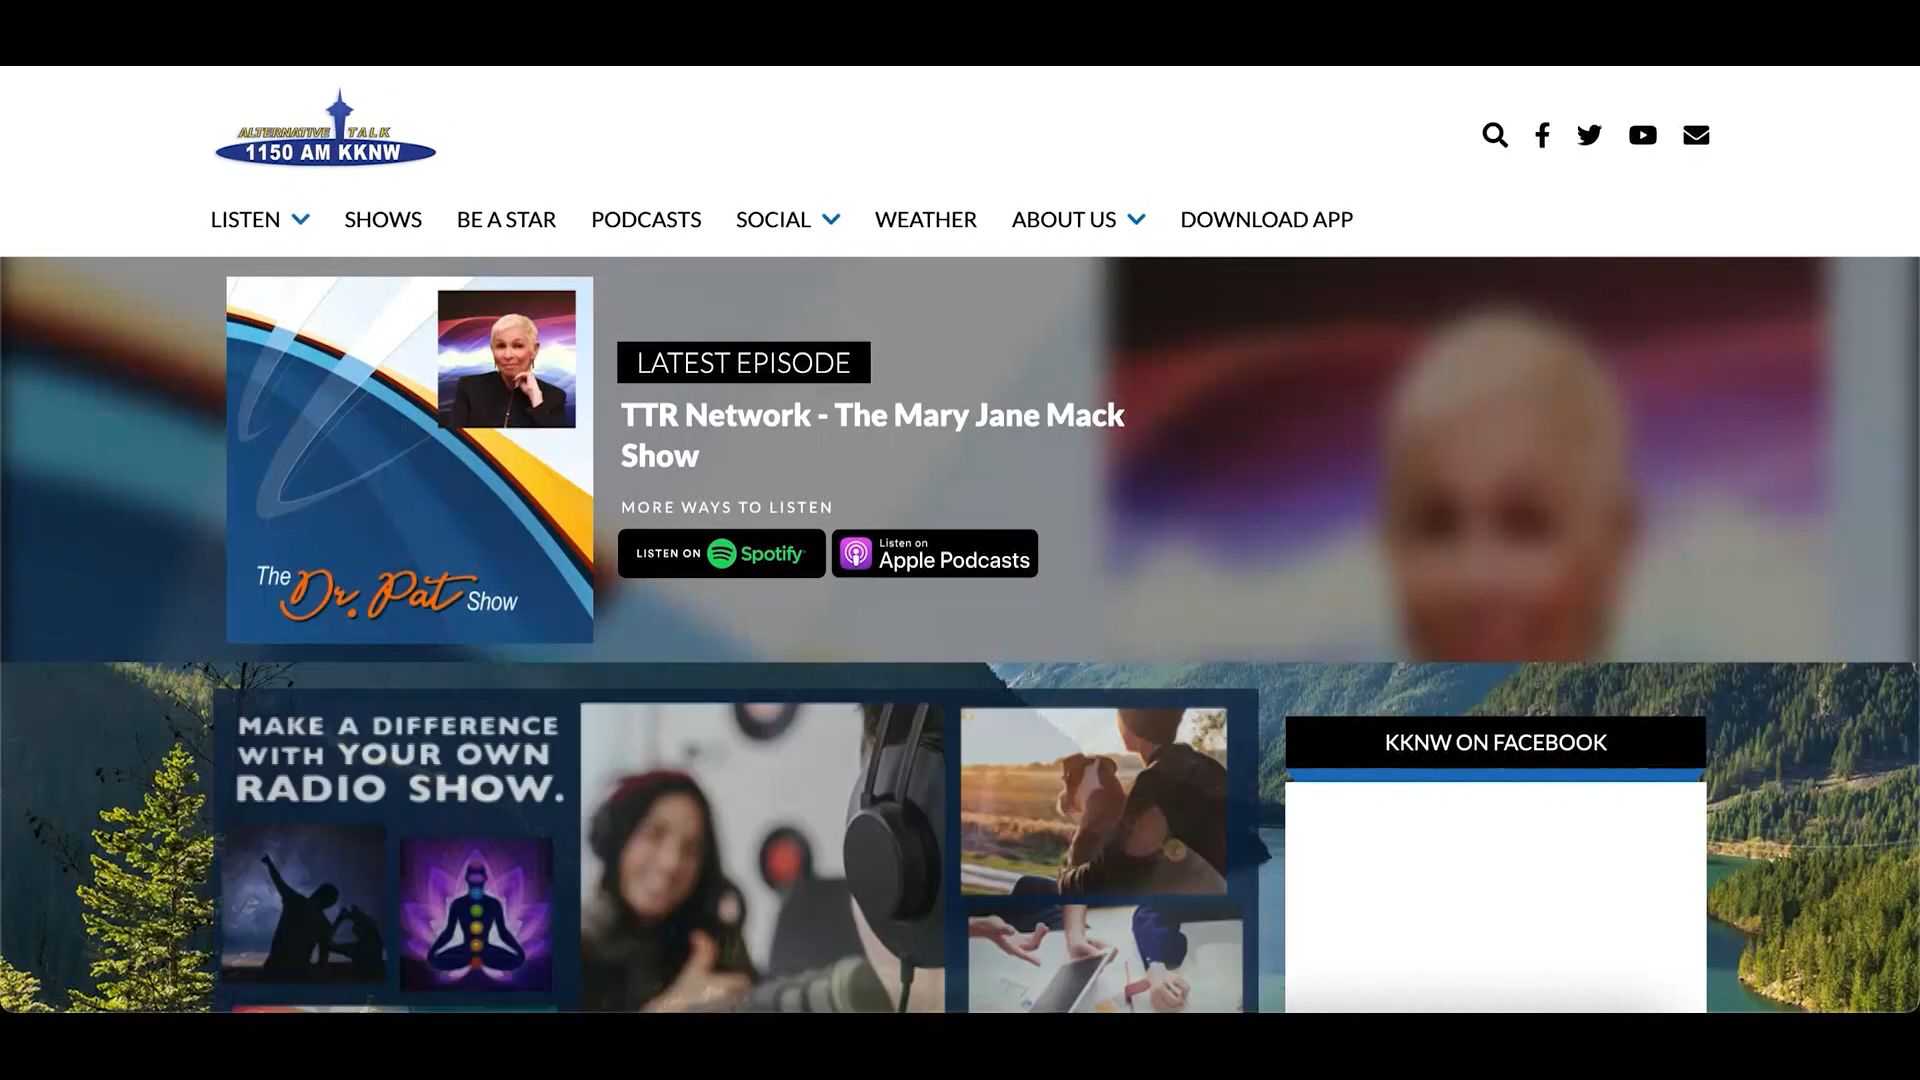 ALTERNATIVE TALK
1150 AM KKNW
LISTEN SHOWS BE A STAR PODCASTS SOCIAL WEATHER ABOUT US DOWNLOAD APP
LATEST EPISODE
TTR Network - The Mary Jane Mack
Show
MORE WAYS TO LISTEN
LISTEN ON Spotify
Listen on
Apple Podcasts
The Dr. Pat Show
MAKE A DIFFERENCE
WITH YOUR OWN
RADIO SHOW.
KKNW ON FACEBOOK